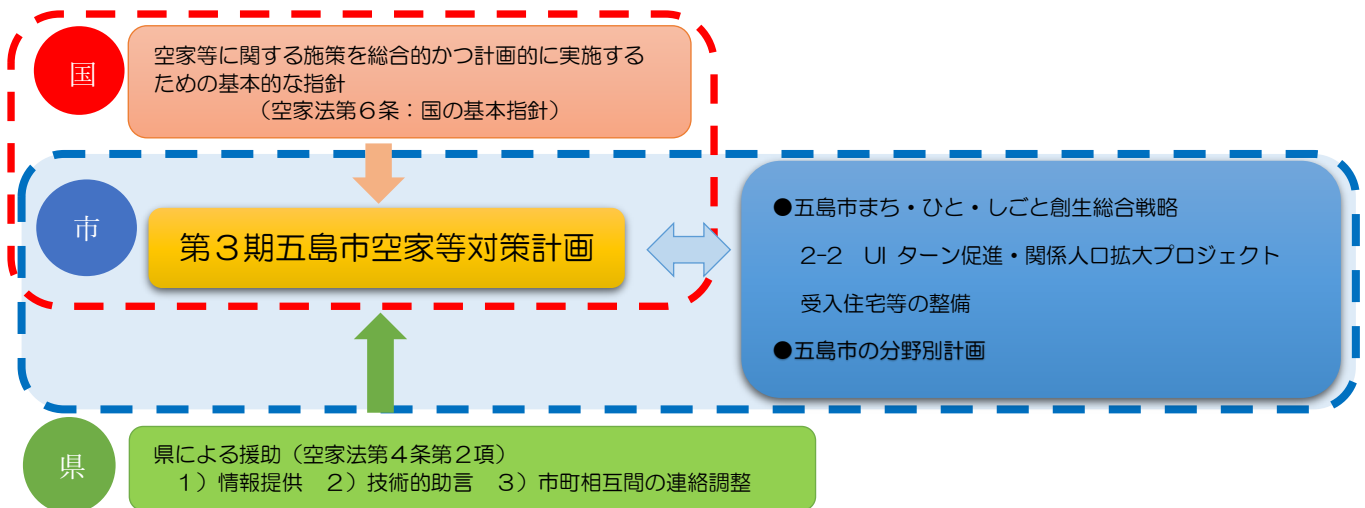 国
空家等に関する施策を総合的かつ計画的に実施する
ための基本的な指針
（空家法第６条：国の基本指針）
市
第３期五島市空家等対策計画
●五島市まち・ひと・しごと創生総合戦略
2-2　UI ターン促進・関係人口拡大プロジェクト
受入住宅等の整備
●五島市の分野別計画
県
県による援助（空家法第４条第２項）
１）情報提供　２）技術的助言　３）市町相互間の連絡調整